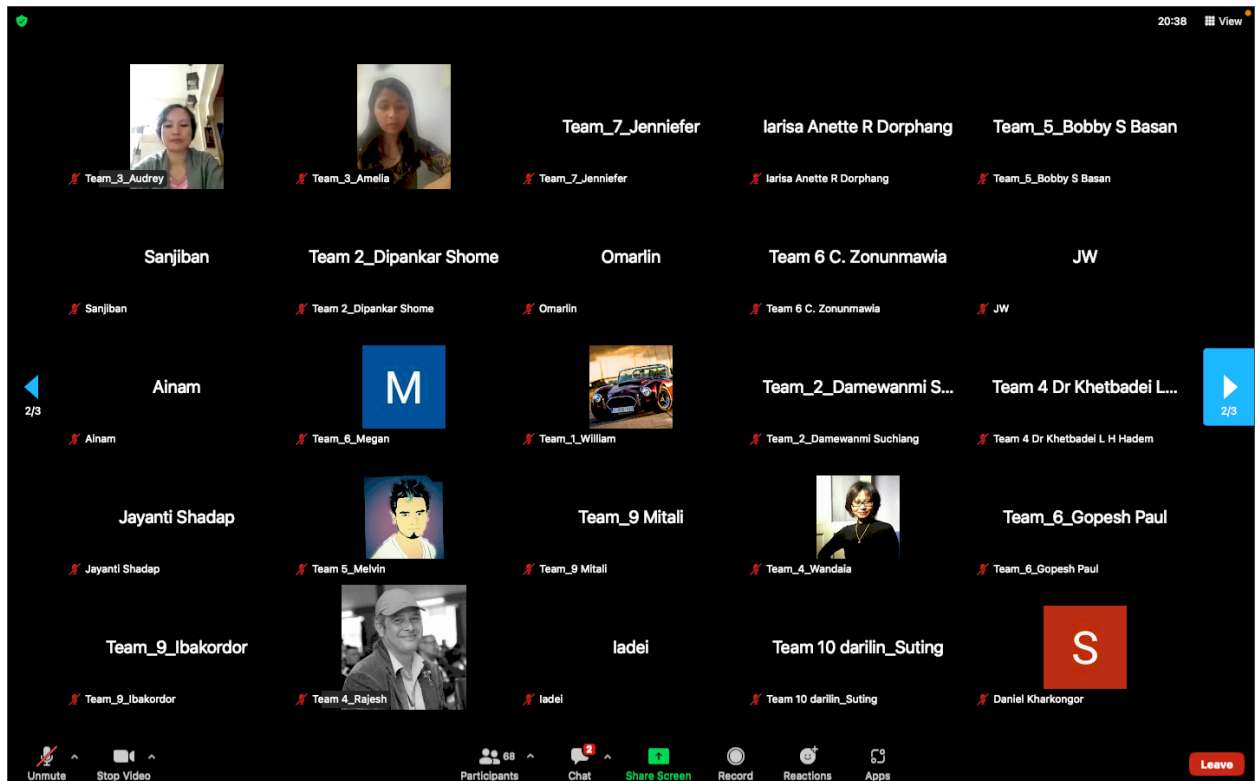 20:38 View
Team_3_Audrey
Team_3_Amelia
Team_7_Jenniefer
Team_7_Jenniefer
Iarisa Anette R Dorphang
Iarisa Anette R Dorphang
Team_5_Bobby S Basan
Team_5_Bobby S Basan
Sanjiban
Sanjiban
Team 2_Dipankar Shome
Team 2_Dipankar Shome
Omarlin
Omarlin
Team 6 C. Zonunmawia
Team 6 C. Zonunmawia
JW
JW
2/3
Ainam
Ainam
M
Team_6_Megan
Team_1_William
Team_2_Damewanmi S...
Team_2_Damewanmi Suchiang
Team 4 Dr Khetbadei L...
Team 4 Dr Khetbadei L H Hadem
2/3
Jayanti Shadap
Jayanti Shadap
Team 5_Melvin
Team_9 Mitali
Team_9 Mitali
Team_4_Wandaia
Team_6_Gopesh Paul
Team_6_Gopesh Paul
Team_9_Ibakordor
Team_9_Ibakordor
Team 4_Rajesh
Iadei
Iadei
Team 10 darilin_Suting
Team 10 darilin_Suting
S
Daniel Kharkongor
Unmute
Stop Video
68
Participants
2
Chat
Share Screen
Record
Reactions
Apps
Leave